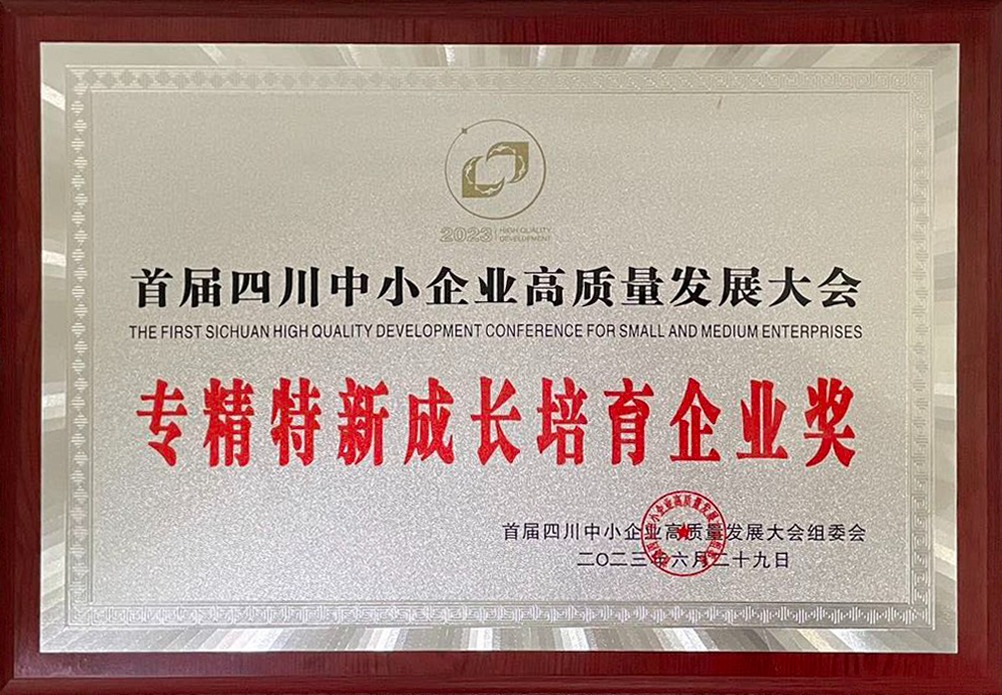 2023 HIGH QUALITY
DEVELOPMENT
首届四川中小企业高质量发展大会
THE FIRST SICHUAN HIGH QUALITY DEVELOPMENT CONFERENCE FOR SMALL AND MEDIUM ENTERPRISES
专精特新成长培育企业奖
首届四川中小企业高质量发展大会组委会
二〇二三年六月二十九日